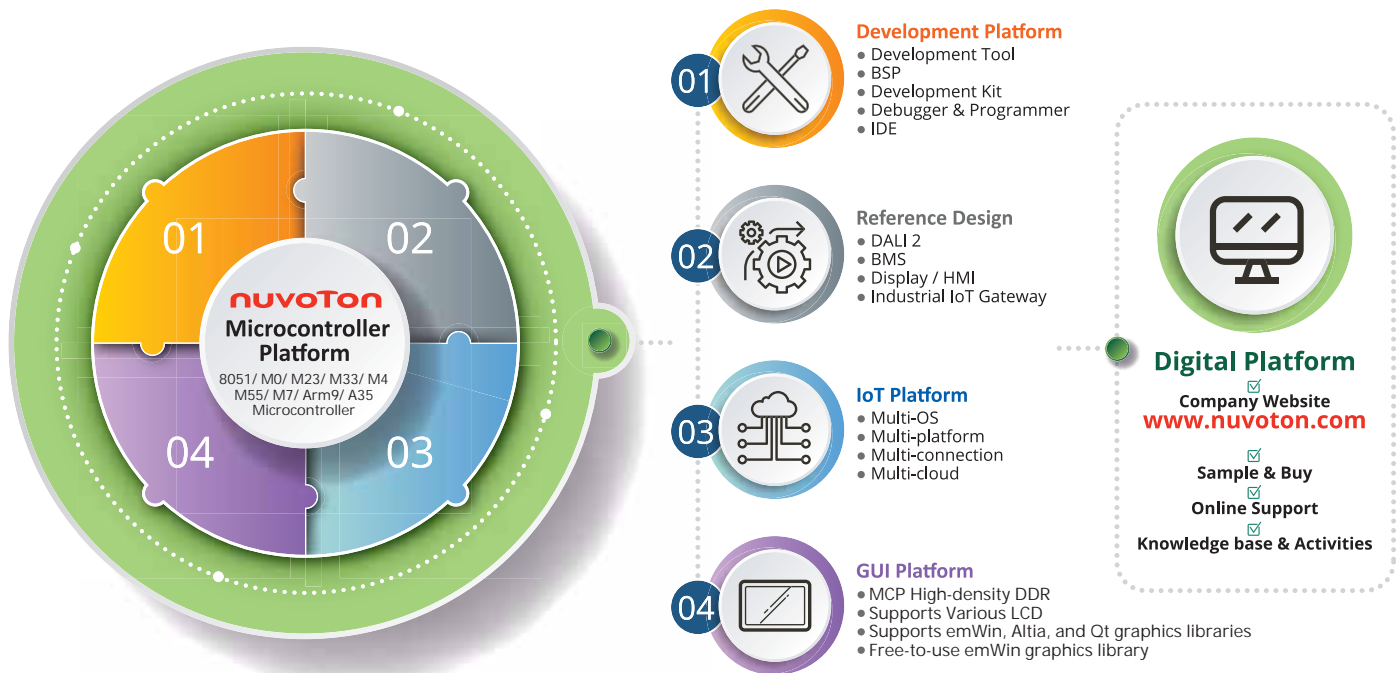 01
02
nuvoTon
Microcontroller
Platform
8051/ M0/ M23/ M33/ M4
M55/ M7/ Arm9/ A35
Microcontroller
04
03
01
Development Platform
• Development Tool
• BSP
• Development Kit
• Debugger & Programmer
• IDE
02
Reference Design
• DALI 2
• BMS
• Display / HMI
• Industrial IoT Gateway
03
IoT Platform
• Multi-OS
• Multi-platform
• Multi-connection
• Multi-cloud
04
GUI Platform
• MCP High-density DDR
• Supports Various LCD
• Supports emWin, Altia, and Qt graphics libraries
• Free-to-use emWin graphics library
Digital Platform
Company Website
www.nuvoton.com
Sample & Buy
Online Support
Knowledge base & Activities